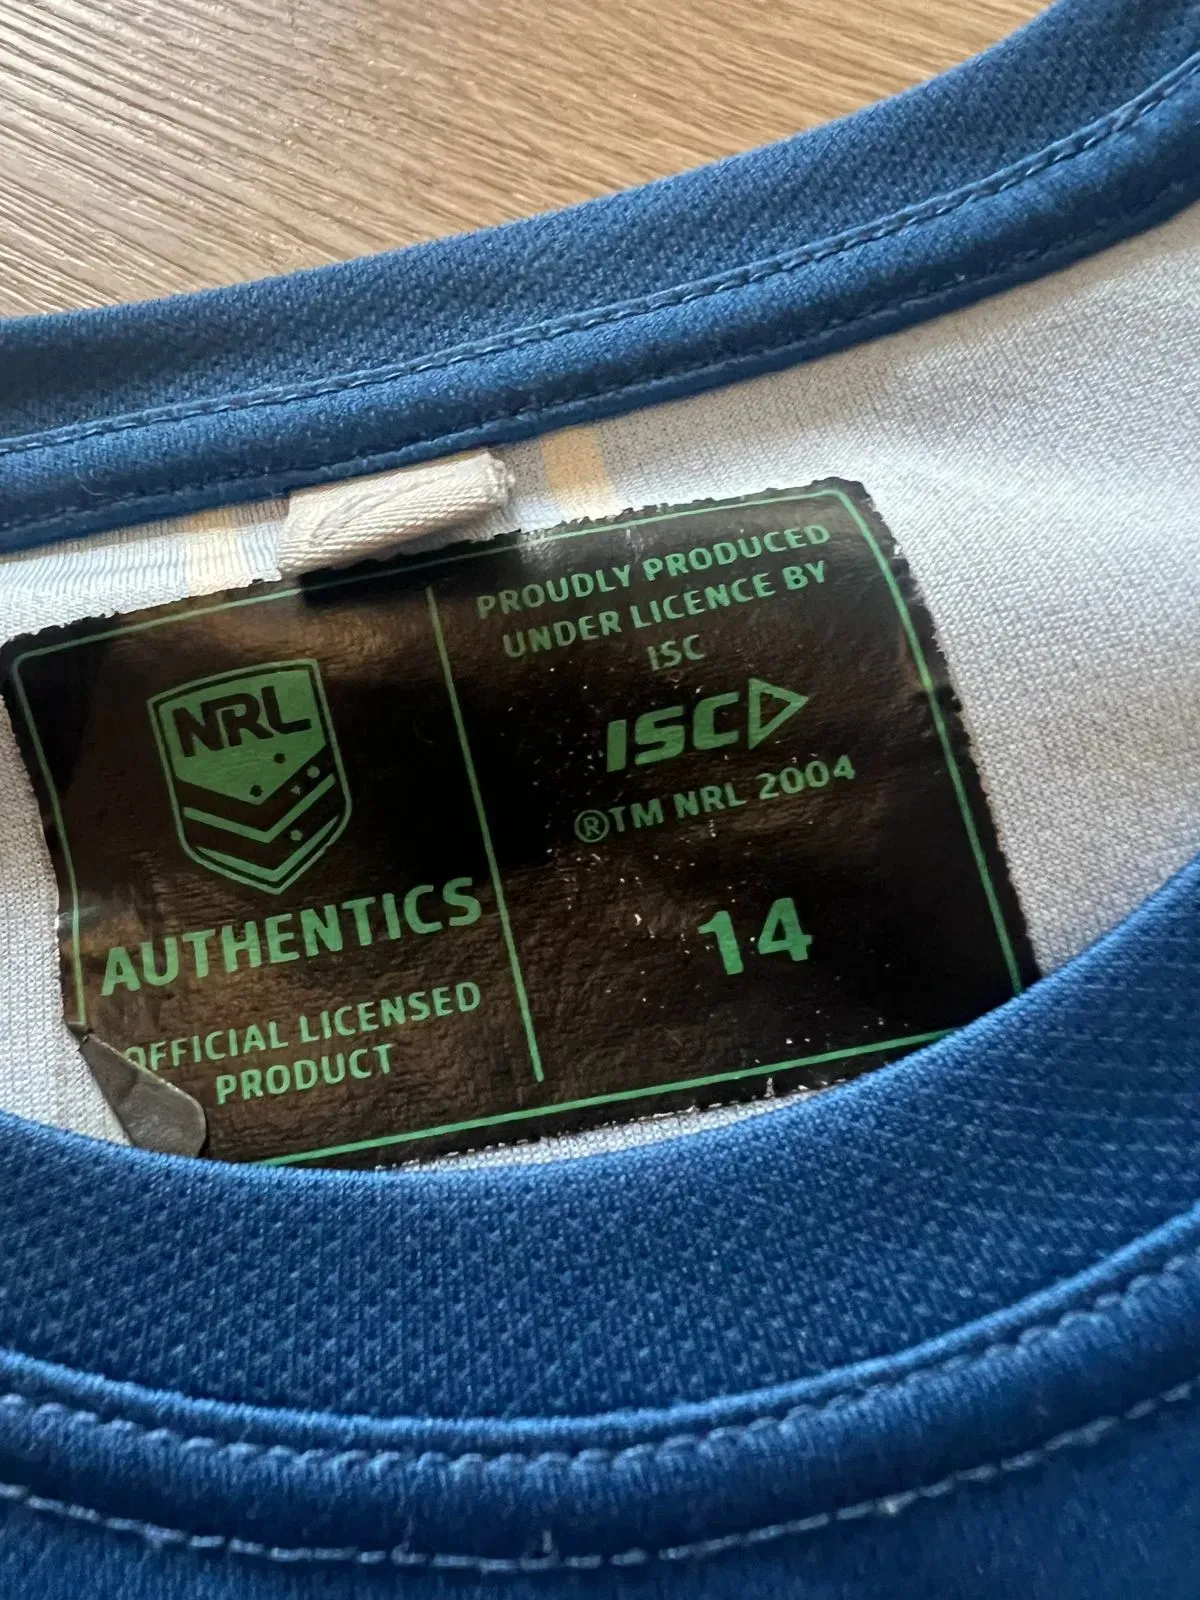 NRL
AUTHENTICS
OFFICIAL LICENSED
PRODUCT
PROUDLY PRODUCED
UNDER LICENCE BY
ISC
ISC
®TM NRL 2004
14